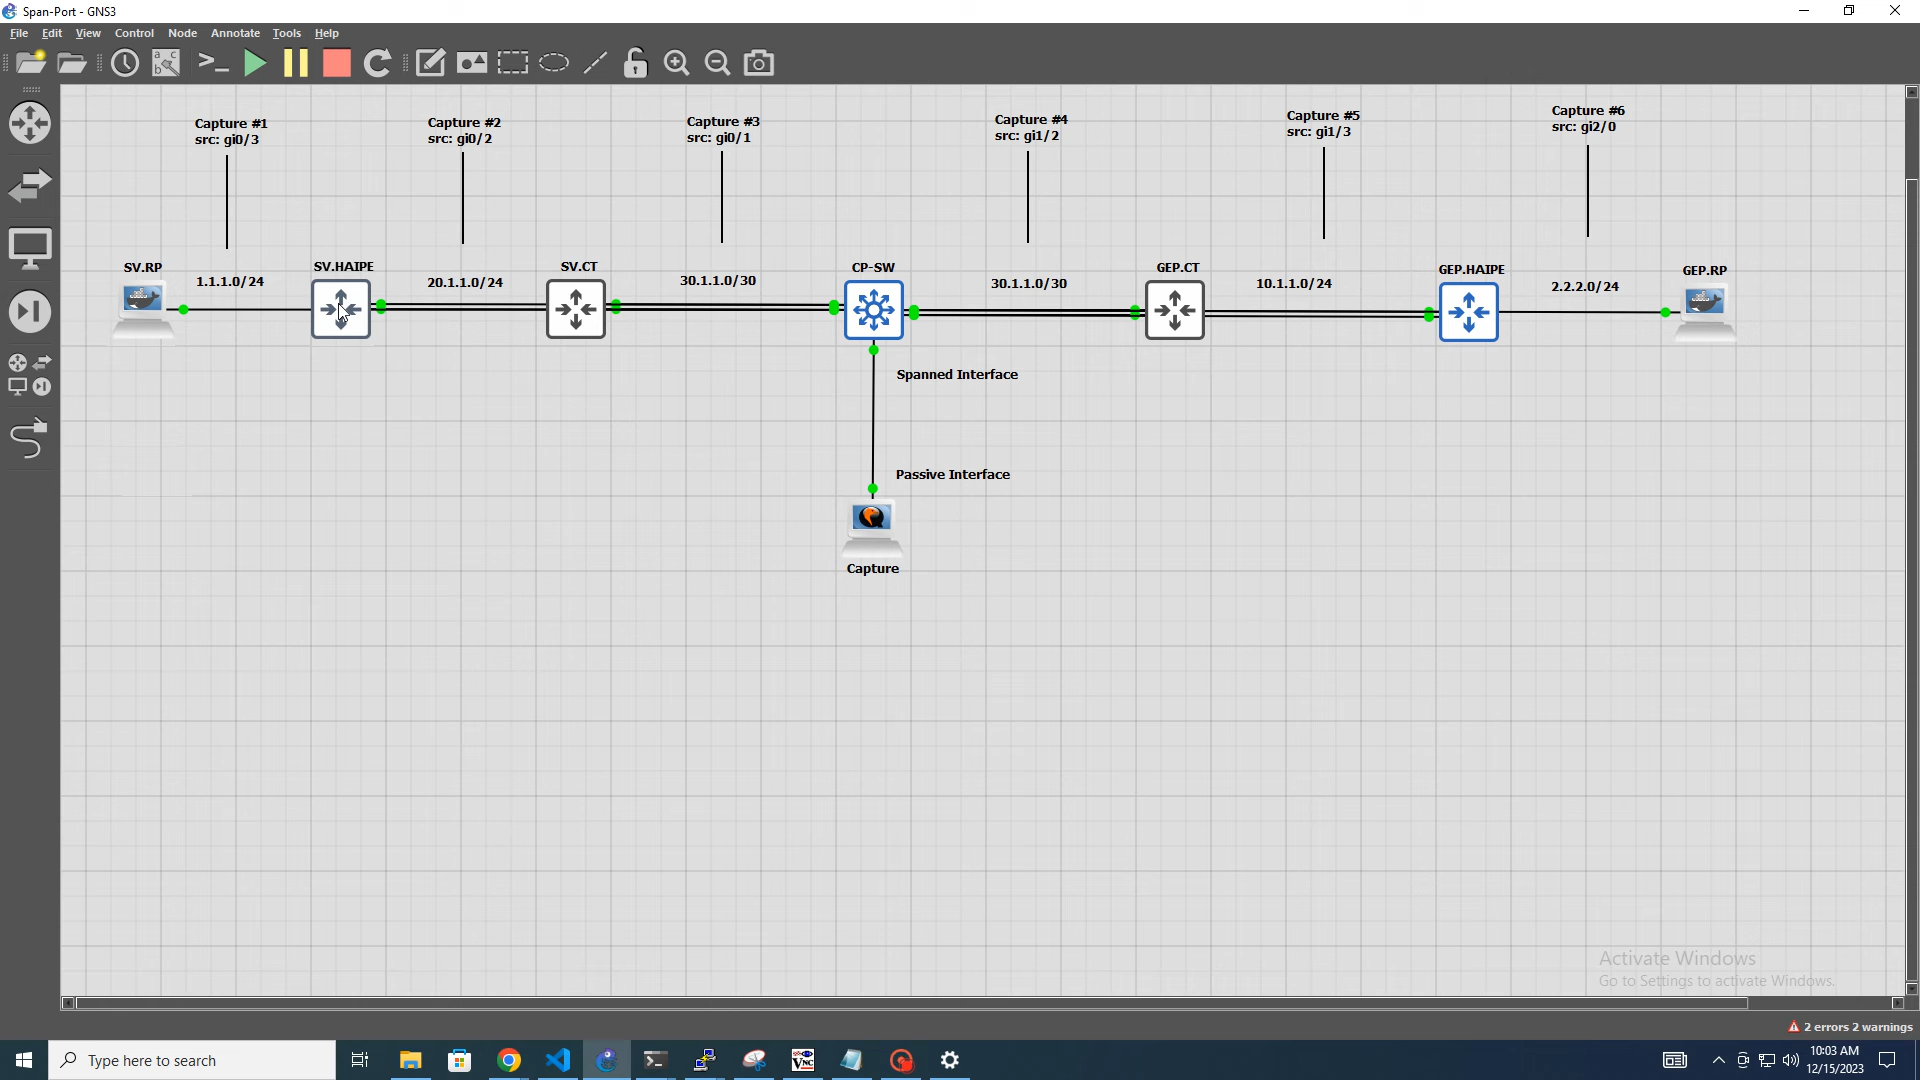 Span-Port - GNS3
File Edit View Control Node Annotate Tools Help
Capture #1
src: gi0/3
Capture #2
src: gi0/2
Capture #3
src: gi0/1
Capture #4
src: gi1/2
Capture #5
src: gi1/3
Capture #6
src: gi2/0
SV.RP
1.1.1.0/24
SV.HAIPE
20.1.1.0/24
SV.CT
30.1.1.0/30
CP-SW
30.1.1.0/30
GEP.CT
10.1.1.0/24
GEP.HAIPE
2.2.2.0/24
GEP.RP
Spanned Interface
Passive Interface
Capture
Activate Windows
Go to Settings to activate Windows.
2 errors 2 warnings
Type here to search
10:03 AM
12/15/2023